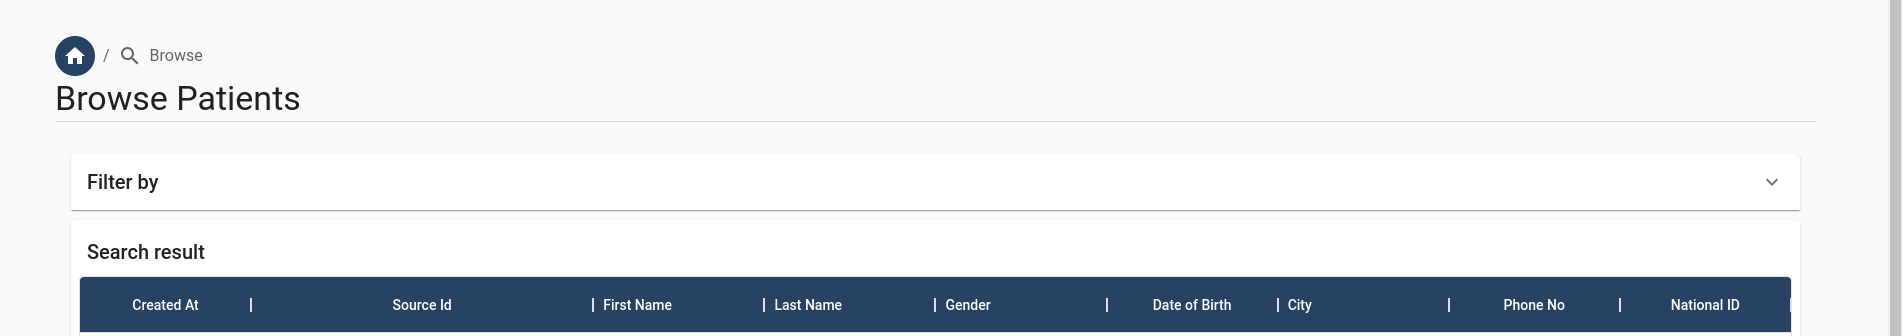 / Browse
Browse Patients
Filter by
Search result
Created At Source Id First Name Last Name Gender Date of Birth City Phone No National ID